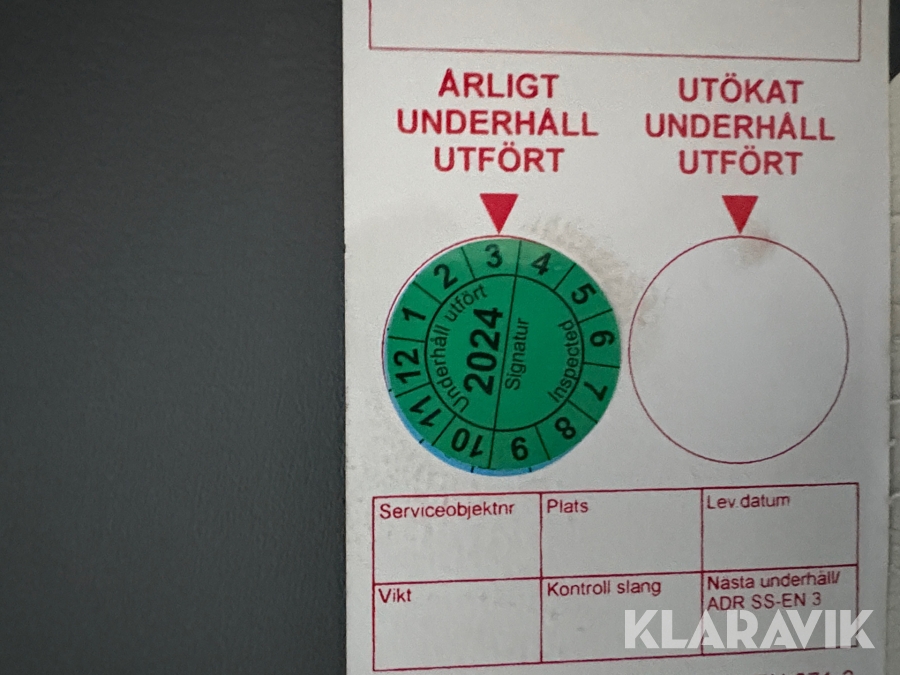 ÅRLIGT
UNDERHÅLL
UTFÖRT
UTÖKAT
UNDERHÅLL
UTFÖRT
1 2 3 4 5 6 7 8 9 10 11 12
Underhåll utfört
2024
Signatur
Inspected
Serviceobjektnr
Plats
Lev.datum
Vikt
Kontroll slang
Nästa underhåll/
ADR SS-EN 3
KLARAVIK